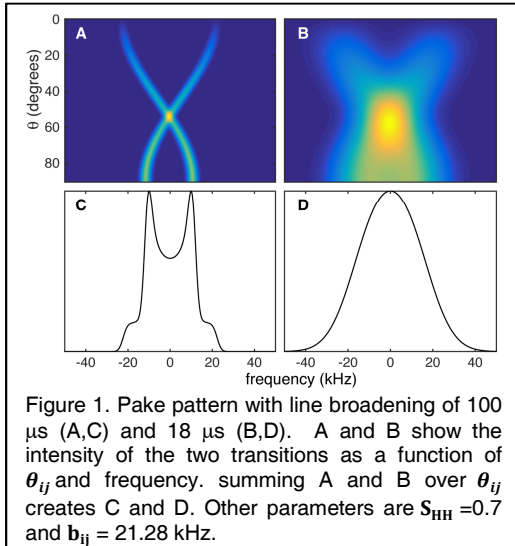 A
B
0
20
40
60
80
θ (degrees)
C
D
-40 -20 0 20 40
-40 -20 0 20 40
frequency (kHz)
Figure 1. Pake pattern with line broadening of 100
μs (A,C) and 18 μs (B,D). A and B show the
intensity of the two transitions as a function of
θij and frequency. summing A and B over θij
creates C and D. Other parameters are SHH =0.7
and bij = 21.28 kHz.